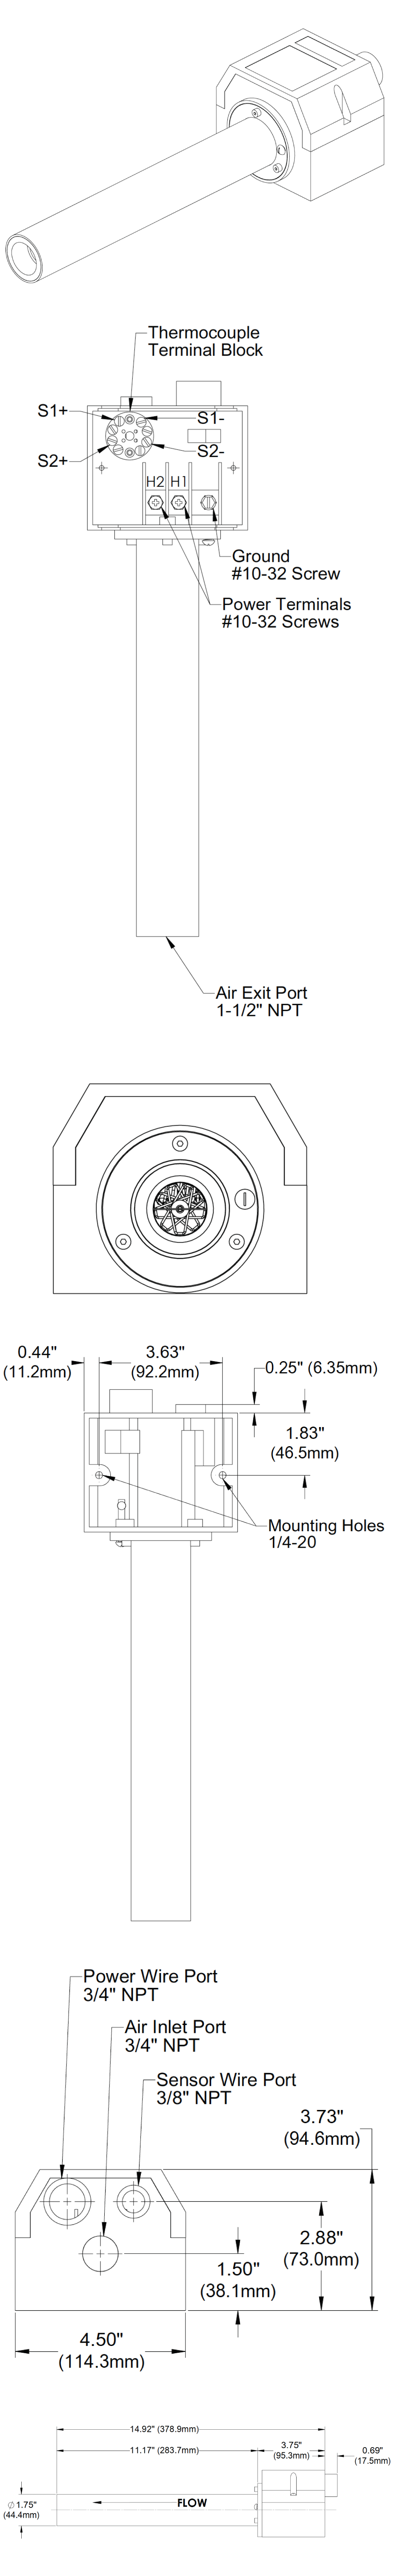 Thermocouple
Terminal Block
S1+
S1-
S2+
S2-
H2
H1
Ground
#10-32 Screw
Power Terminals
#10-32 Screws
Air Exit Port
1-1/2" NPT
0.44"
(11.2mm)
3.63"
(92.2mm)
0.25" (6.35mm)
1.83"
(46.5mm)
Mounting Holes
1/4-20
Power Wire Port
3/4" NPT
Air Inlet Port
3/4" NPT
Sensor Wire Port
3/8" NPT
3.73"
(94.6mm)
2.88"
(73.0mm)
1.50"
(38.1mm)
4.50"
(114.3mm)
14.92" (378.9mm)
11.17" (283.7mm)
3.75"
(95.3mm)
0.69"
(17.5mm)
∅1.75"
(44.4mm)
FLOW